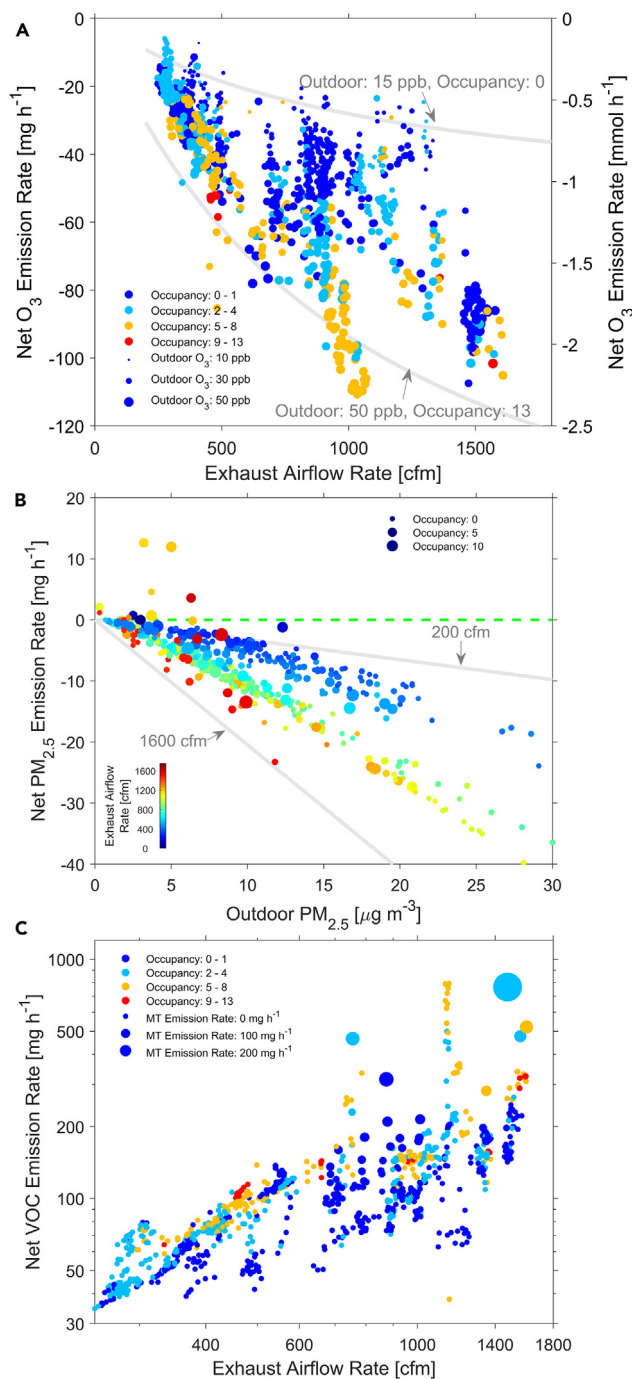 A
Net O3 Emission Rate [mg h-1]
0
-20
-40
-60
-80
-100
-120
0
-0.5
-1
-1.5
-2
-2.5
Net O3 Emission Rate [mmol h-1]
Outdoor: 15 ppb, Occupancy: 0
Occupancy: 0 - 1
Occupancy: 2 - 4
Occupancy: 5 - 8
Occupancy: 9 - 13
Outdoor O3: 10 ppb
Outdoor O3: 30 ppb
Outdoor O3: 50 ppb
Outdoor: 50 ppb, Occupancy: 13
0 500 1000 1500
Exhaust Airflow Rate [cfm]
B
Net PM2.5 Emission Rate [mg h-1]
20
10
0
-10
-20
-30
-40
Occupancy: 0
Occupancy: 5
Occupancy: 10
200 cfm
1600 cfm
Exhaust Airflow
Rate [cfm]
1600
1200
800
400
0
0 5 10 15 20 25 30
Outdoor PM2.5 [μg m-3]
C
Net VOC Emission Rate [mg h-1]
1000
500
200
100
50
30
Occupancy: 0 - 1
Occupancy: 2 - 4
Occupancy: 5 - 8
Occupancy: 9 - 13
MT Emission Rate: 0 mg h-1
MT Emission Rate: 100 mg h-1
MT Emission Rate: 200 mg h-1
400 600 1000 1400 1800
Exhaust Airflow Rate [cfm]